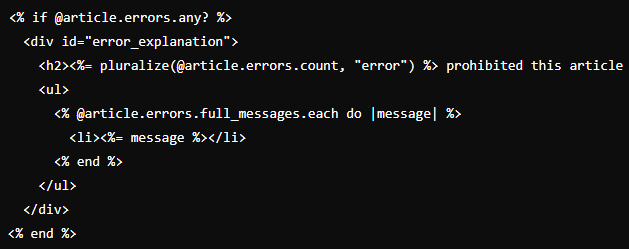 <% if @article.errors.any? %>
  <div id="error_explanation">
    <h2><%= pluralize(@article.errors.count, "error") %> prohibited this article
    <ul>
      <% @article.errors.full_messages.each do |message| %>
        <li><%= message %></li>
      <% end %>
    </ul>
  </div>
<% end %>